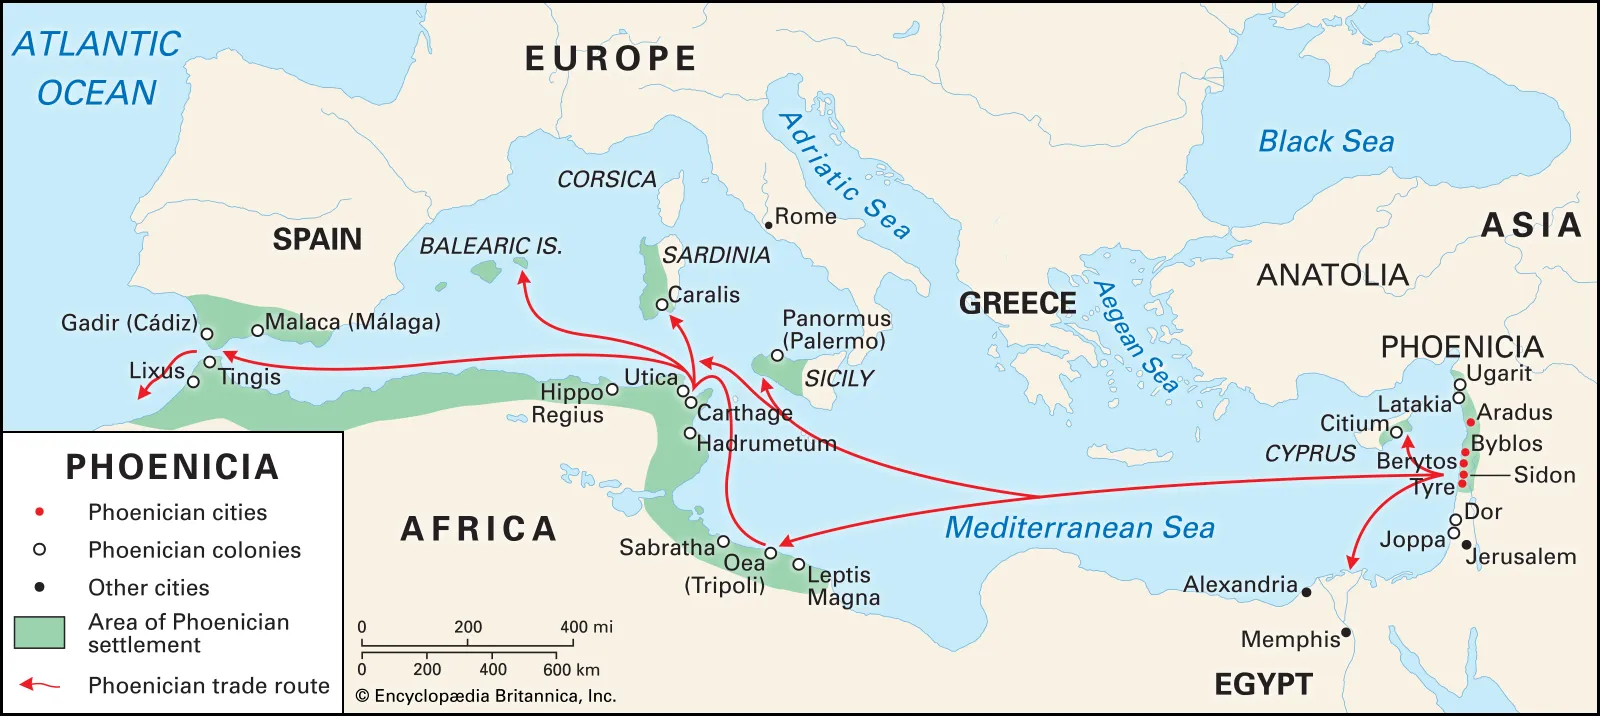 ATLANTIC
OCEAN
EUROPE
Adriatic Sea
Black Sea
CORSICA
Rome
ASIA
SPAIN
BALEARIC IS.
SARDINIA
ANATOLIA
Caralis
GREECE
Aegean Sea
Gadir (Cádiz)
Malaca (Málaga)
Panormus
(Palermo)
PHOENICIA
Lixus
Tingis
Utica
SICILY
Ugarit
Hippo
Regius
Carthage
Latakia
Aradus
Hadrumetum
Citium
Byblos
CYPRUS
Berytos
Sidon
Tyre
PHOENICIA
Phoenician cities
Phoenician colonies
Other cities
Area of Phoenician
settlement
Phoenician trade route
AFRICA
Mediterranean Sea
Dor
Joppa
Jerusalem
Sabratha
Oea
(Tripoli)
Leptis
Magna
Alexandria
Memphis
EGYPT
0 200 400 mi
0 200 400 600 km
© Encyclopædia Britannica, Inc.